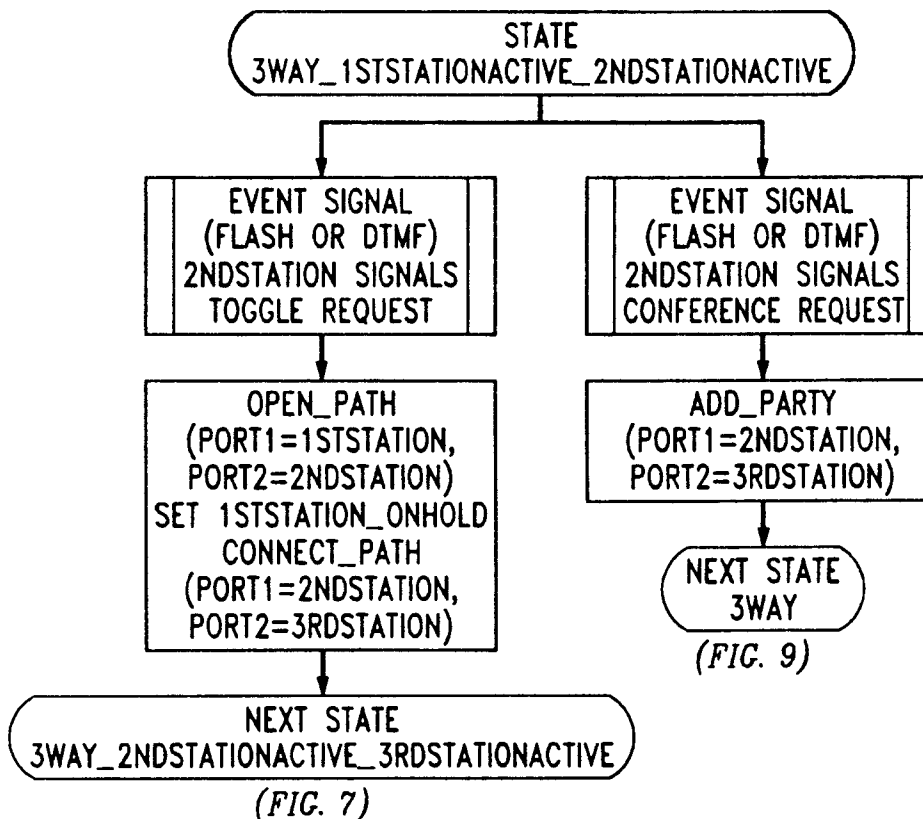 STATE
3WAY_1STSTATIONACTIVE_2NDSTATIONACTIVE
EVENT SIGNAL
(FLASH OR DTMF)
2NDSTATION SIGNALS
TOGGLE REQUEST
OPEN_PATH
(PORT1=1STSTATION,
PORT2=2NDSTATION)
SET 1STSTATION_ONHOLD
CONNECT_PATH
(PORT1=2NDSTATION,
PORT2=3RDSTATION)
NEXT STATE
3WAY_2NDSTATIONACTIVE_3RDSTATIONACTIVE
(FIG. 7)
EVENT SIGNAL
(FLASH OR DTMF)
2NDSTATION SIGNALS
CONFERENCE REQUEST
ADD_PARTY
(PORT1=2NDSTATION,
PORT2=3RDSTATION)
NEXT STATE
3WAY
(FIG. 9)